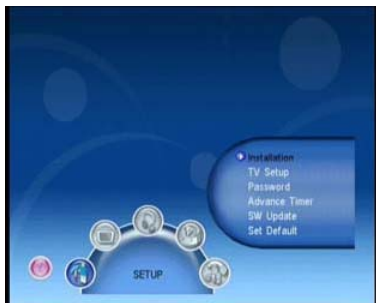 Installation
TV Setup
Password
Advance Timer
SW Update
Set Default
SETUP